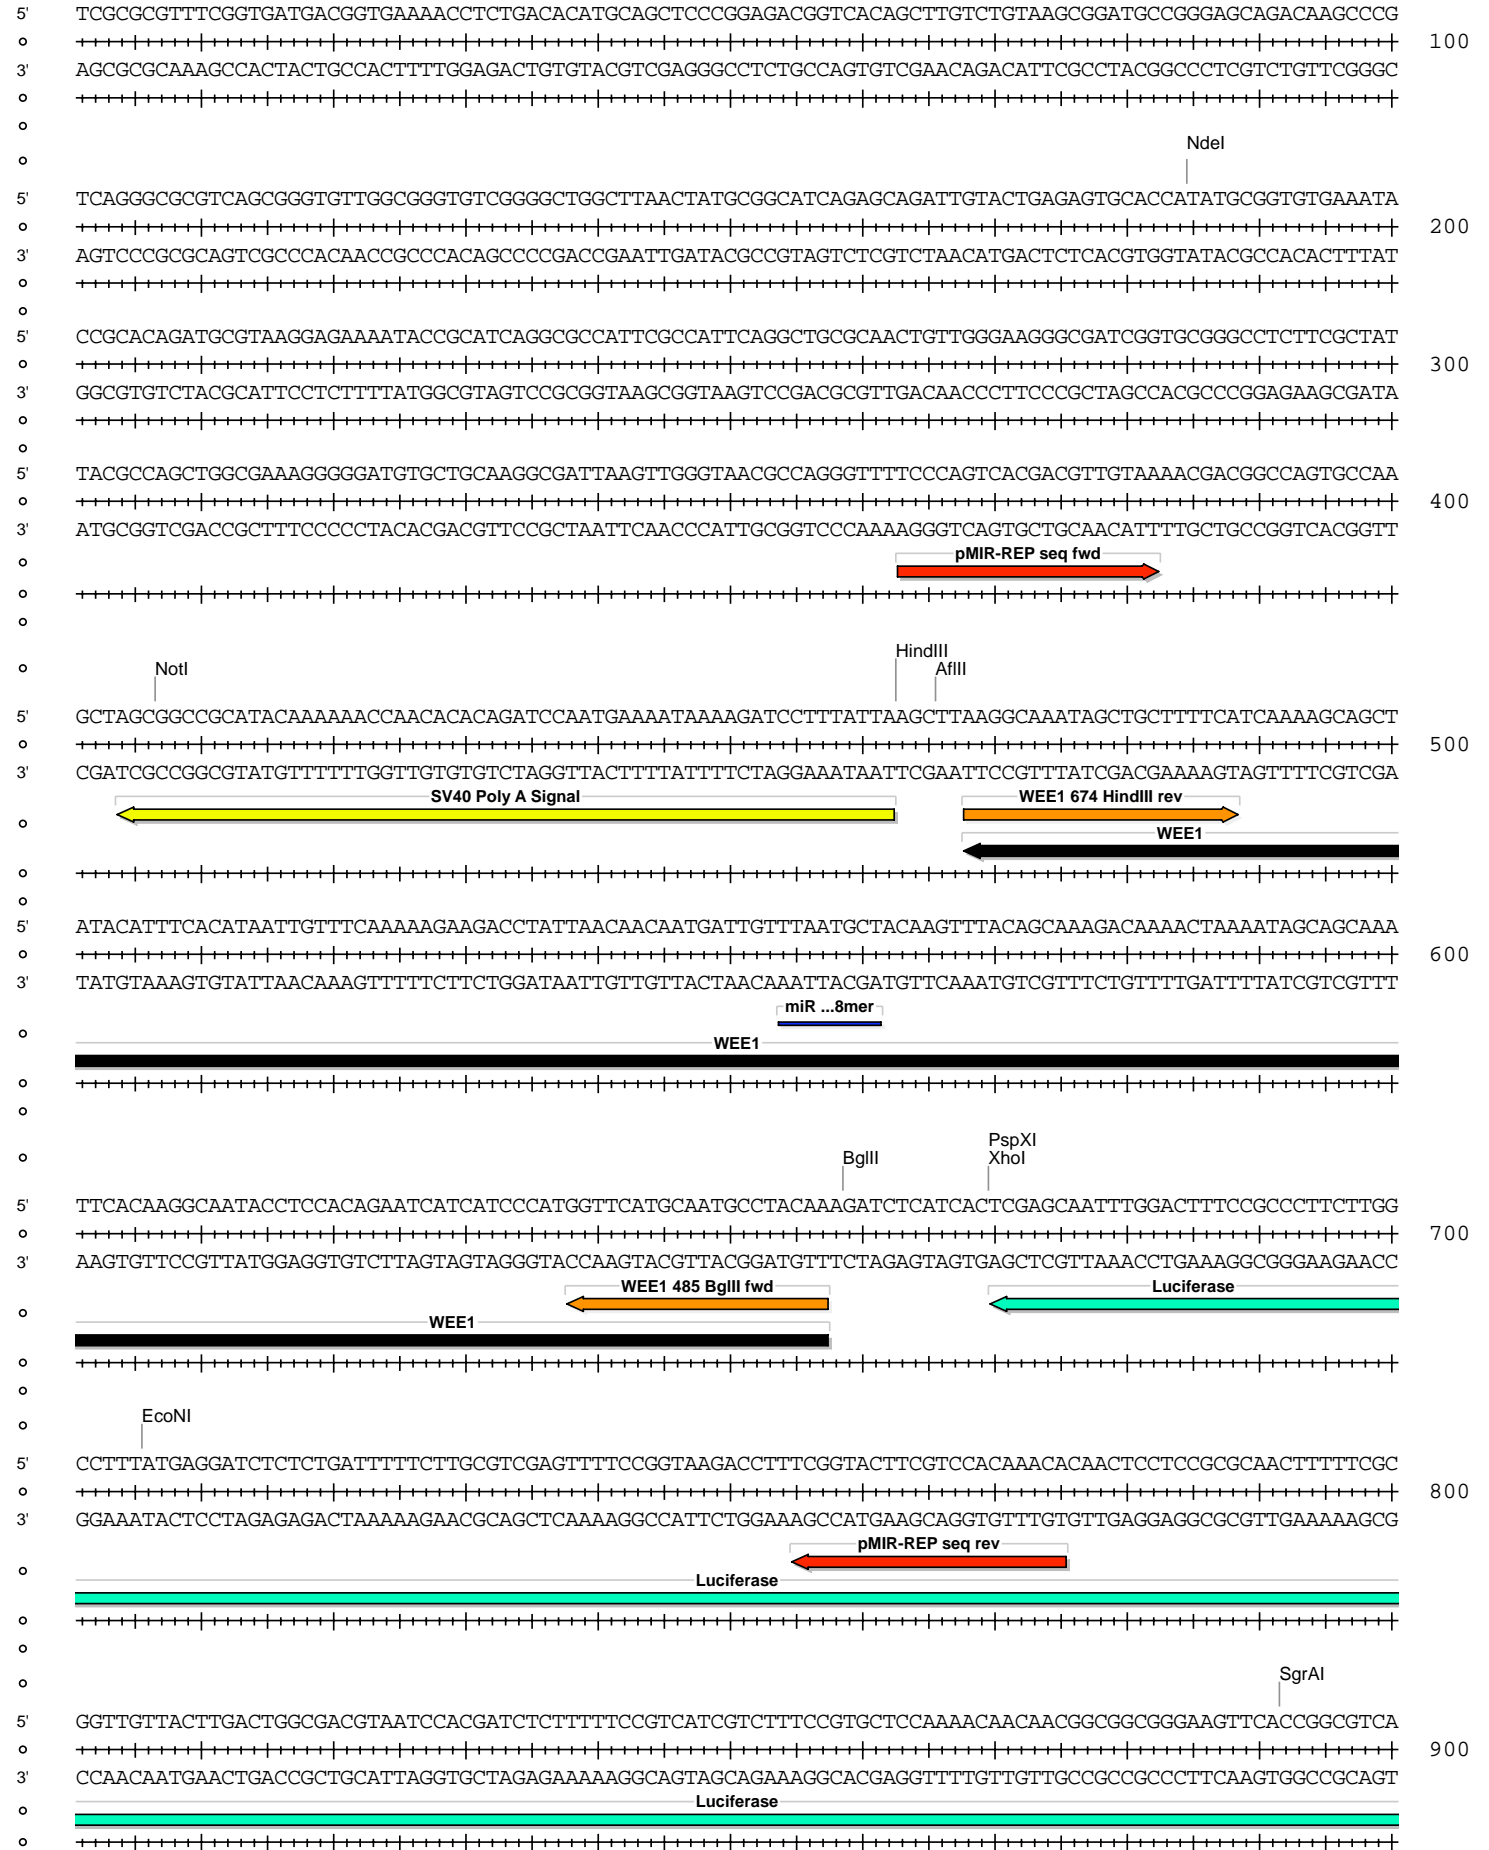 5' TCGCGCGTTTCGGTGATGACGGTGAAAACCTCTGACACATGCAGCTCCCGGAGACGGTCACAGCTTGTCTGTAAGCGGATGCCGGGAGCAGACAAGCCCG
100
3' AGCGCGCAAAGCCACTACTGCCACTTTTGGAGACTGTGTACGTCGAGGGCCTCTGCCAGTGTCGAACAGACATTCGCCTACGGCCCTCGTCTGTTCGGGC
NdeI
5' TCAGGGCGCGTCAGCGGGTGTTGGCGGGTGTCGGGGCTGGCTTAACTATGCGGCATCAGAGCAGATTGTACTGAGAGTGCACCATATGCGGTGTGAAATA
200
3' AGTCCCGCGCAGTCGCCCACAACCGCCCACAGCCCCGACCGAATTGATACGCCGTAGTCTCGTCTAACATGACTCTCACGTGGTATACGCCACACTTTAT
5' CCGCACAGATGCGTAAGGAGAAAATACCGCATCAGGCGCCATTCGCCATTCAGGCTGCGCAACTGTTGGGAAGGGCGATCGGTGCGGGCCTCTTCGCTAT
300
3' GGCGTGTCTACGCATTCCTCTTTTATGGCGTAGTCCGCGGTAAGCGGTAAGTCCGACGCGTTGACAACCCTTCCCGCTAGCCACGCCCGGAGAAGCGATA
5' TACGCCAGCTGGCGAAAGGGGGATGTGCTGCAAGGCGATTAAGTTGGGTAACGCCAGGGTTTTCCCAGTCACGACGTTGTAAAACGACGGCCAGTGCCAA
400
3' ATGCGGTCGACCGCTTTCCCCCTACACGACGTTCCGCTAATTCAACCCATTGCGGTCCCAAAAGGGTCAGTGCTGCAACATTTTGCTGCCGGTCACGGTT
pMIR-REP seq fwd
HindIII
NotI AflII
5' GCTAGCGGCCGCATACAAAAAACCAACACACAGATCCAATGAAAATAAAAGATCCTTTATTAAGCTTAAGGCAAATAGCTGCTTTTCATCAAAAGCAGCT
500
3' CGATCGCCGGCGTATGTTTTTTGGTTGTGTGTCTAGGTTACTTTTATTTTCTAGGAAATAATTCGAATTCCGTTTATCGACGAAAAGTAGTTTTCGTCGA
SV40 Poly A Signal WEE1 674 HindIII rev
WEE1
5' ATACATTTCACATAATTGTTTCAAAAAGAAGACCTATTAACAACAATGATTGTTTAATGCTACAAGTTTACAGCAAAGACAAAACTAAAATAGCAGCAAA
600
3' TATGTAAAGTGTATTAACAAAGTTTTTCTTCTGGATAATTGTTGTTACTAACAAATTACGATGTTCAAATGTCGTTTCTGTTTTGATTTTATCGTCGTTT
miR ...8mer
WEE1
PspXI
BglII XhoI
5' TTCACAAGGCAATACCTCCACAGAATCATCATCCCATGGTTCATGCAATGCCTACAAAGATCTCATCACTCGAGCAATTTGGACTTTCCGCCCTTCTTGG
700
3' AAGTGTTCCGTTATGGAGGTGTCTTAGTAGTAGGGTACCAAGTACGTTACGGATGTTTCTAGAGTAGTGAGCTCGTTAAACCTGAAAGGCGGGAAGAACC
WEE1 485 BglII fwd Luciferase
WEE1
EcoNI
5' CCTTTATGAGGATCTCTCTGATTTTTCTTGCGTCGAGTTTTCCGGTAAGACCTTTCGGTACTTCGTCCACAAACACAACTCCTCCGCGCAACTTTTTCGC
800
3' GGAAATACTCCTAGAGAGACTAAAAAGAACGCAGCTCAAAAGGCCATTCTGGAAAGCCATGAAGCAGGTGTTTGTGTTGAGGAGGCGCGTTGAAAAAGCG
pMIR-REP seq rev
Luciferase
SgrAI
5' GGTTGTTACTTGACTGGCGACGTAATCCACGATCTCTTTTTCCGTCATCGTCTTTCCGTGCTCCAAAACAACAACGGCGGCGGGAAGTTCACCGGCGTCA
900
3' CCAACAATGAACTGACCGCTGCATTAGGTGCTAGAGAAAAAGGCAGTAGCAGAAAGGCACGAGGTTTTGTTGTTGCCGCCGCCCTTCAAGTGGCCGCAGT
Luciferase